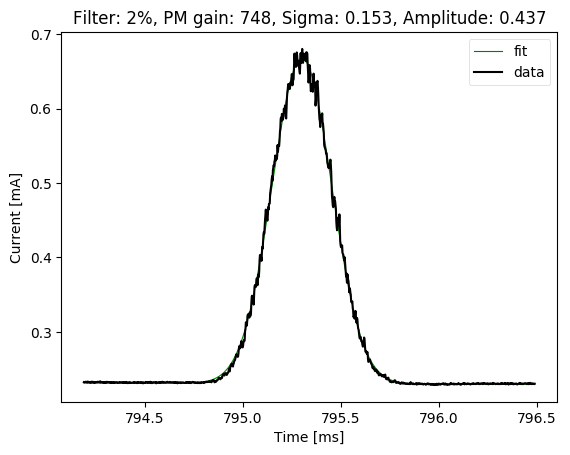 Filter: 2%, PM gain: 748, Sigma: 0.153, Amplitude: 0.437
0.7
fit
data
0.6
0.5
Current [mA]
0.4
0.3
794.5 795.0 795.5 796.0 796.5
Time [ms]